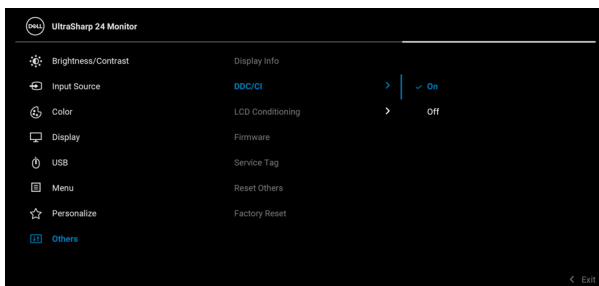 DELL UltraSharp 24 Monitor
Brightness/Contrast Display Info
Input Source DDC/CI On
Color LCD Conditioning Off
Display Firmware
USB Service Tag
Menu Reset Others
Personalize Factory Reset
Others
Exit